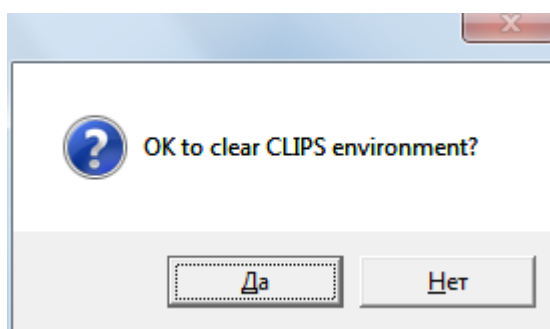 OK to clear CLIPS environment?
Да
Нет